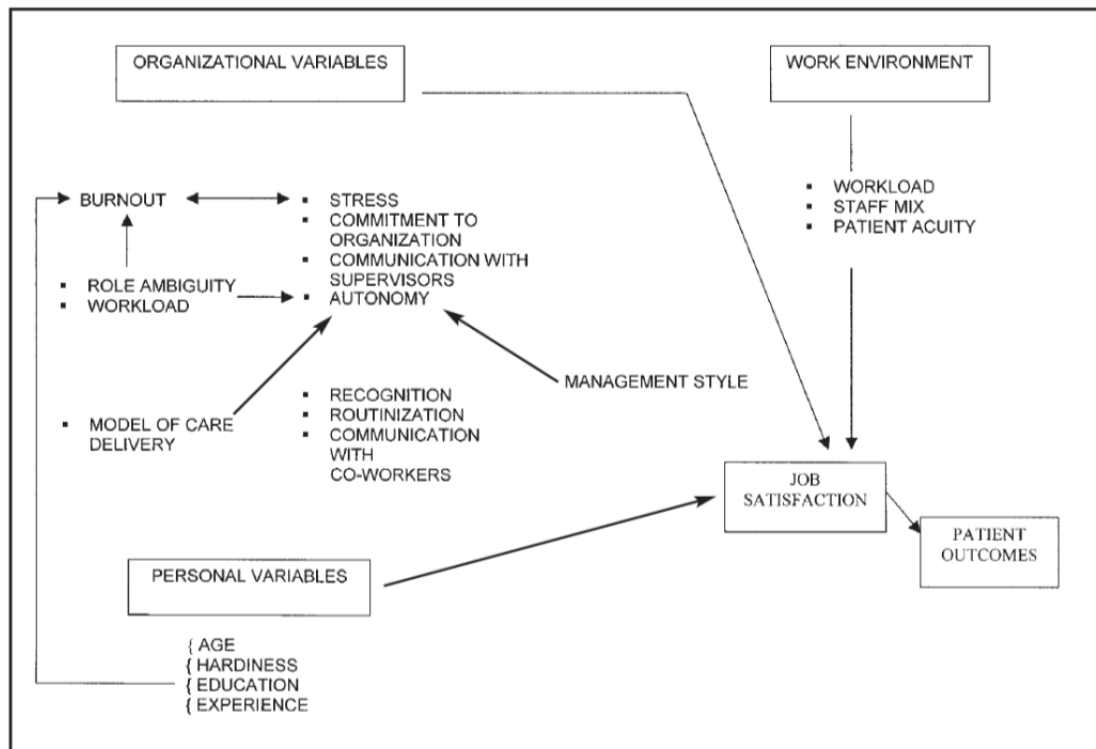 ORGANIZATIONAL VARIABLES
WORK ENVIRONMENT
BURNOUT
▪ STRESS
▪ COMMITMENT TO
ORGANIZATION
▪ COMMUNICATION WITH
SUPERVISORS
▪ AUTONOMY
▪ WORKLOAD
▪ STAFF MIX
▪ PATIENT ACUITY
▪ ROLE AMBIGUITY
▪ WORKLOAD
MANAGEMENT STYLE
▪ MODEL OF CARE
DELIVERY
▪ RECOGNITION
▪ ROUTINIZATION
▪ COMMUNICATION
WITH
CO-WORKERS
JOB
SATISFACTION
PATIENT
OUTCOMES
PERSONAL VARIABLES
{ AGE
{ HARDINESS
{ EDUCATION
{ EXPERIENCE